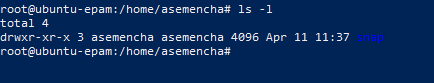 root@ubuntu-epam:/home/asemencha# ls -l
total 4
drwxr-xr-x 3 asemencha asemencha 4096 Apr 11 11:37 snap
root@ubuntu-epam:/home/asemencha#